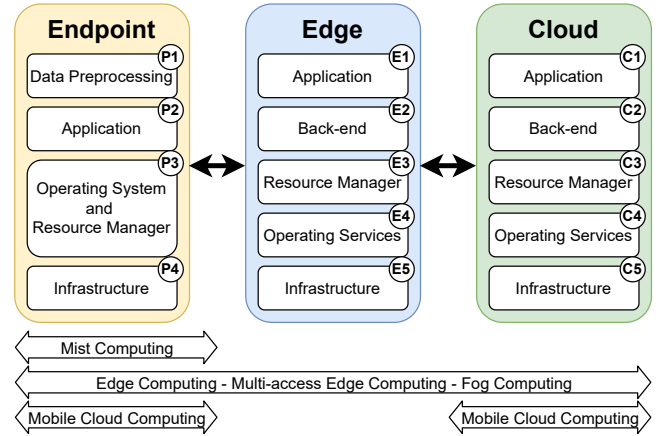 Endpoint
P1
Data Preprocessing
P2
Application
P3
Operating System
and
Resource Manager
P4
Infrastructure
Edge
E1
Application
E2
Back-end
E3
Resource Manager
E4
Operating Services
E5
Infrastructure
Cloud
C1
Application
C2
Back-end
C3
Resource Manager
C4
Operating Services
C5
Infrastructure
Mist Computing
Edge Computing - Multi-access Edge Computing - Fog Computing
Mobile Cloud Computing
Mobile Cloud Computing